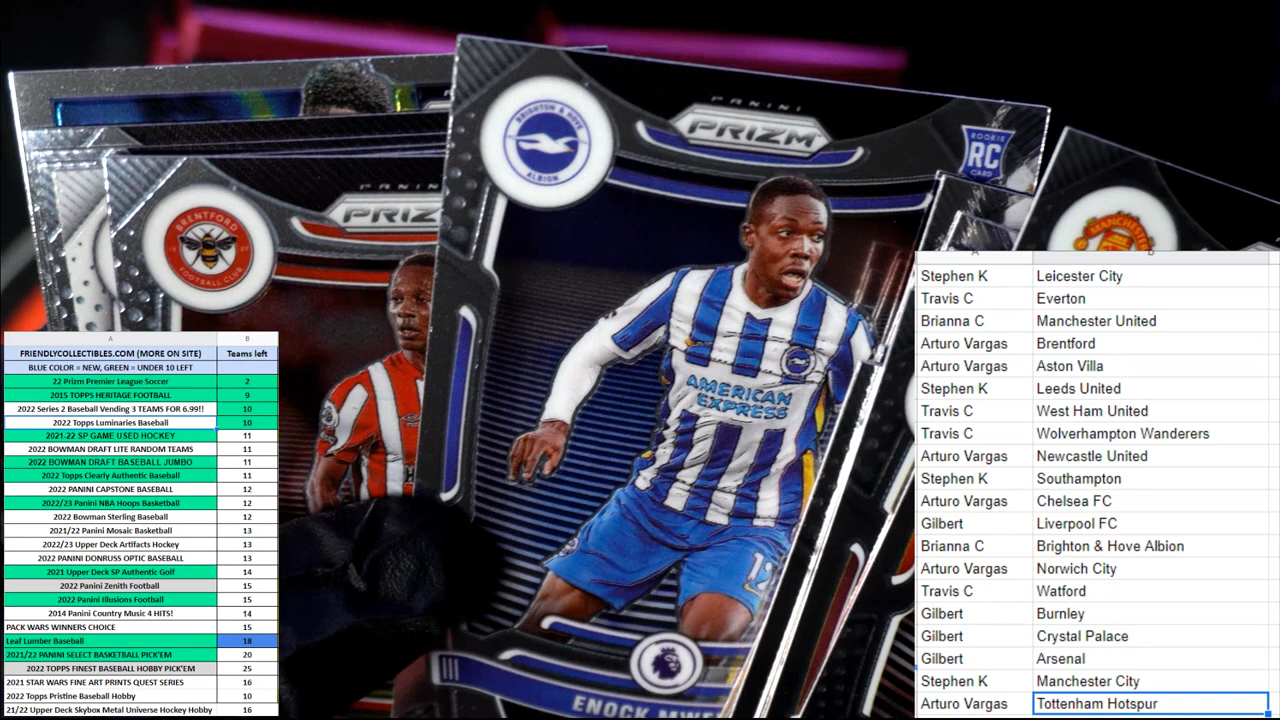 PANINI
PRIZM
BRIGHTON & HOVE
ALBION
ROOKIE
RC
CARD
PANINI
BRENTFORD
FOOTBALL CLUB
MANCHESTER
AMERICAN
EXPRESS
ENOCK
A
B
FRIENDLYCOLLECTIBLES.COM (MORE ON SITE) Teams left
BLUE COLOR = NEW, GREEN = UNDER 10 LEFT
22 Prizm Premier League Soccer 2
2015 TOPPS HERITAGE FOOTBALL 9
2022 Series 2 Baseball Vending 3 TEAMS FOR 6.99!! 10
2022 Topps Luminaries Baseball 10
2021-22 SP GAME USED HOCKEY 11
2022 BOWMAN DRAFT LITE RANDOM TEAMS 11
2022 BOWMAN DRAFT BASEBALL JUMBO 11
2022 Topps Clearly Authentic Baseball 11
2022 PANINI CAPSTONE BASEBALL 12
2022/23 Panini NBA Hoops Basketball 12
2022 Bowman Sterling Baseball 12
2021/22 Panini Mosaic Basketball 13
2022/23 Upper Deck Artifacts Hockey 13
2022 PANINI DONRUSS OPTIC BASEBALL 13
2021 Upper Deck SP Authentic Golf 14
2022 Panini Zenith Football 15
2022 Panini Illusions Football 15
2014 Panini Country Music 4 HITS! 14
PACK WARS WINNERS CHOICE 15
Leaf Lumber Baseball 18
2021/22 PANINI SELECT BASKETBALL PICK'EM 20
2022 TOPPS FINEST BASEBALL HOBBY PICK'EM 25
2021 STAR WARS FINE ART PRINTS QUEST SERIES 16
2022 Topps Pristine Baseball Hobby 10
21/22 Upper Deck Skybox Metal Universe Hockey Hobby 16
Stephen K Leicester City
Travis C Everton
Brianna C Manchester United
Arturo Vargas Brentford
Arturo Vargas Aston Villa
Stephen K Leeds United
Travis C West Ham United
Travis C Wolverhampton Wanderers
Arturo Vargas Newcastle United
Stephen K Southampton
Arturo Vargas Chelsea FC
Gilbert Liverpool FC
Brianna C Brighton & Hove Albion
Arturo Vargas Norwich City
Travis C Watford
Gilbert Burnley
Gilbert Crystal Palace
Gilbert Arsenal
Stephen K Manchester City
Arturo Vargas Tottenham Hotspur